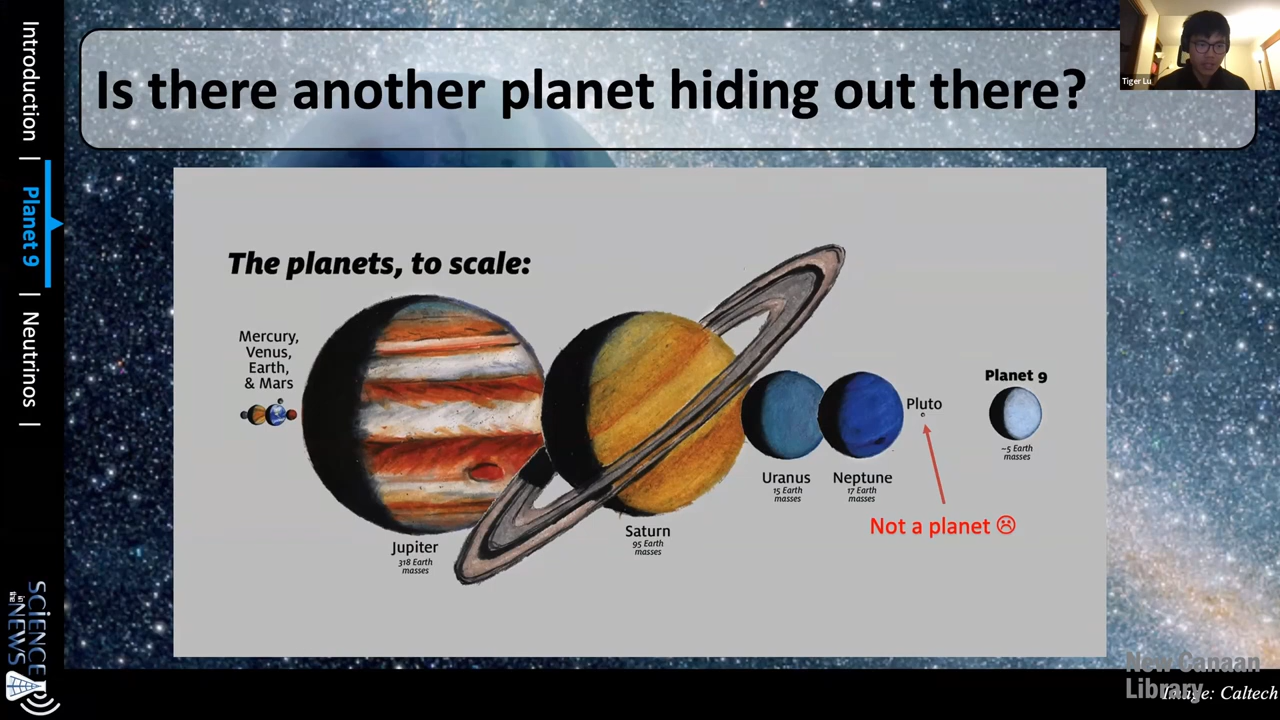 Is there another planet hiding out there?
Tiger Lu
Introduction |
Planet 9
| Neutrinos |
The planets, to scale:
Mercury,
Venus,
Earth,
& Mars
Jupiter
318 Earth
masses
Saturn
95 Earth
masses
Uranus
15 Earth
masses
Neptune
17 Earth
masses
Pluto
Planet 9
~5 Earth
masses
Not a planet ☹
SCIENCE
in
the
NEWS
New Canaan
Library
Image: Caltech